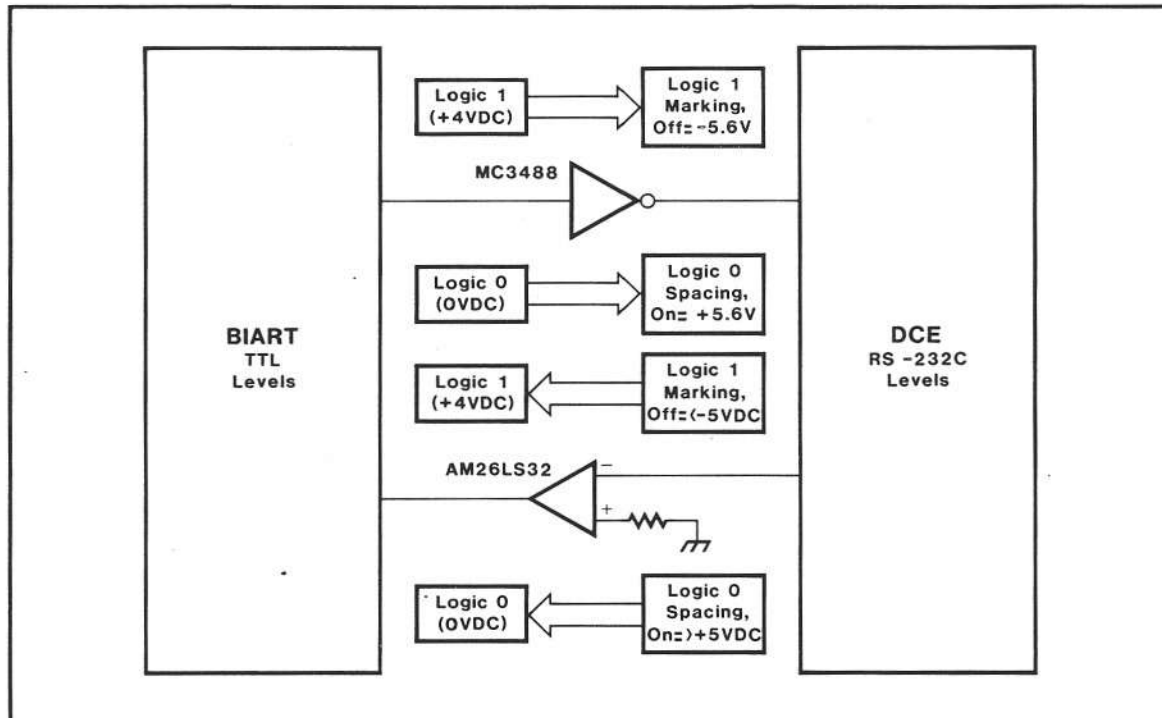 Logic 1
(+4VDC)
Logic 1
Marking,
Off= -5.6V
MC3488
Logic 0
(0VDC)
Logic 0
Spacing,
On= +5.6V
BIART
TTL
Levels
DCE
RS -232C
Levels
Logic 1
(+4VDC)
Logic 1
Marking,
Off=<-5VDC
AM26LS32
−
+
Logic 0
(0VDC)
Logic 0
Spacing,
On=>+5VDC